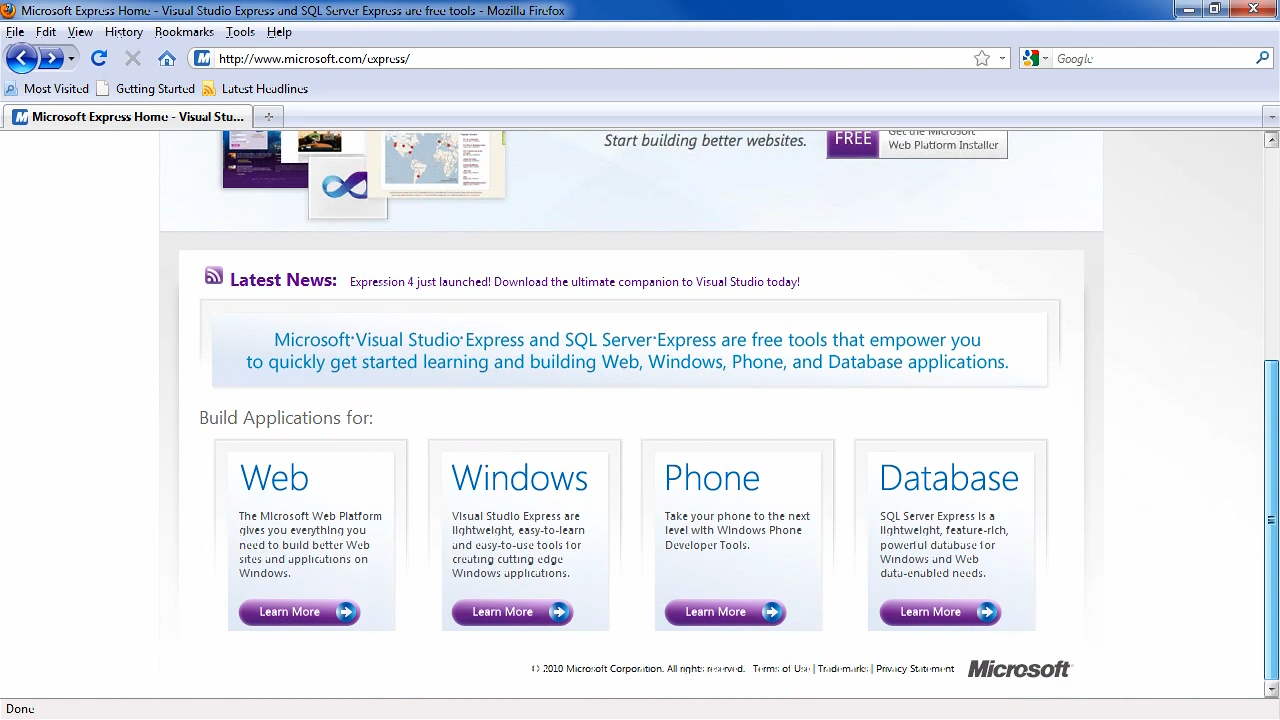 Microsoft Express Home - Visual Studio Express and SQL Server Express are free tools - Mozilla Firefox
File Edit View History Bookmarks Tools Help
http://www.microsoft.com/express/
Google
Most Visited Getting Started Latest Headlines
Microsoft Express Home - Visual Stu...
Start building better websites.
FREE
Get the Microsoft
Web Platform Installer
Latest News: Expression 4 just launched! Download the ultimate companion to Visual Studio today!
Microsoft Visual Studio Express and SQL Server Express are free tools that empower you
to quickly get started learning and building Web, Windows, Phone, and Database applications.
Build Applications for:
Web
The Microsoft Web Platform
gives you everything you
need to build better Web
sites and applications on
Windows.
Learn More
Windows
Visual Studio Express are
lightweight, easy-to-learn
and easy-to-use tools for
creating cutting edge
Windows applications.
Learn More
Phone
Take your phone to the next
level with Windows Phone
Developer Tools.
Learn More
Database
SQL Server Express is a
lightweight, feature-rich,
powerful database for
Windows and Web
data-enabled needs.
Learn More
© 2010 Microsoft Corporation. All rights reserved. Terms of Use | Trademarks | Privacy Statement Microsoft
Done